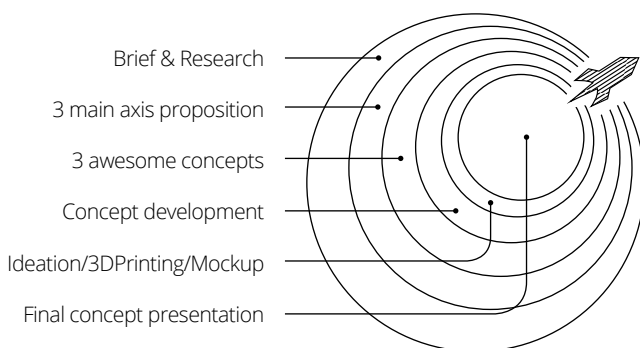 Brief & Research
3 main axis proposition
3 awesome concepts
Concept development
Ideation/3DPrinting/Mockup
Final concept presentation